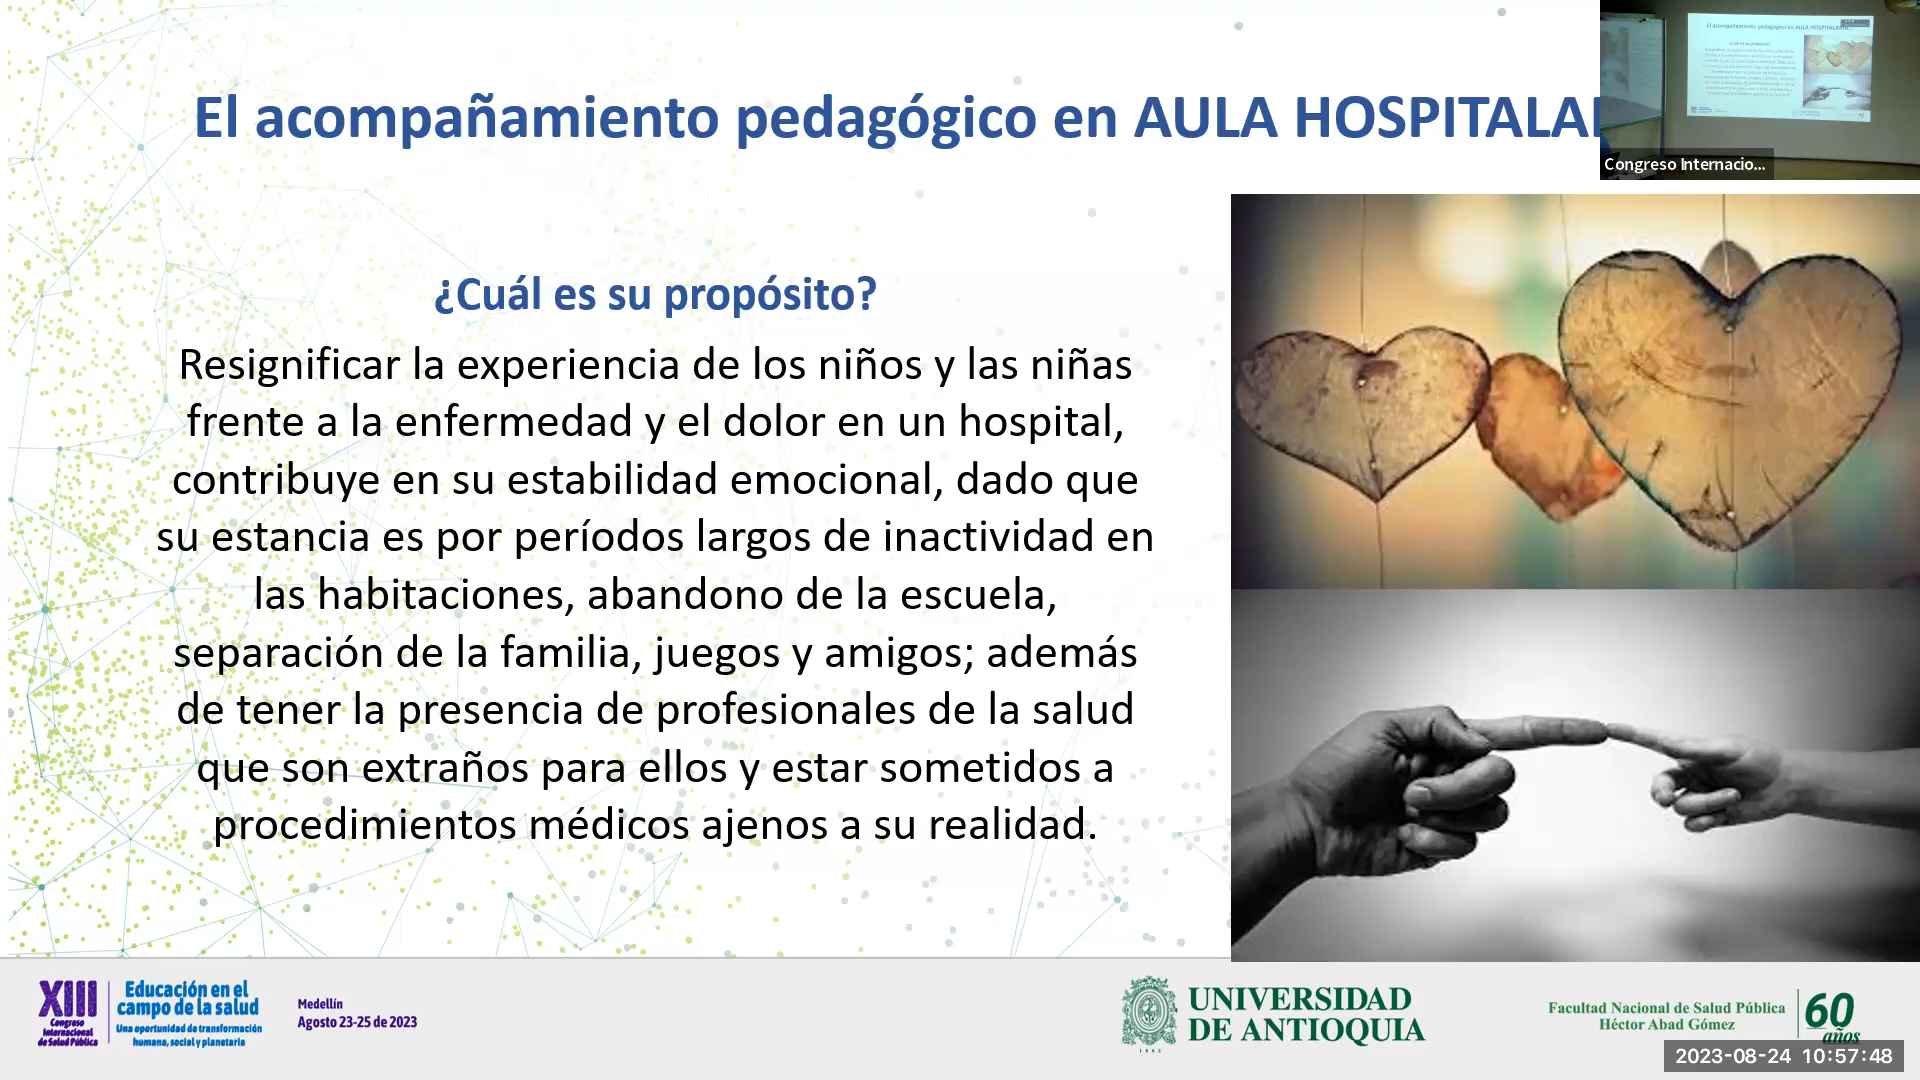 El acompañamiento pedagógico en AULA HOSPITALA
Congreso Internacio...
¿Cuál es su propósito?
Resignificar la experiencia de los niños y las niñas
frente a la enfermedad y el dolor en un hospital,
contribuye en su estabilidad emocional, dado que
su estancia es por períodos largos de inactividad en
las habitaciones, abandono de la escuela,
separación de la familia, juegos y amigos; además
de tener la presencia de profesionales de la salud
que son extraños para ellos y estar sometidos a
procedimientos médicos ajenos a su realidad.
XIII
Congreso
Internacional
de Salud Pública
Educación en el
campo de la salud
Una oportunidad de transformación
humana, social y planetaria
Medellín
Agosto 23-25 de 2023
UNIVERSIDAD
DE ANTIOQUIA
1803
Facultad Nacional de Salud Pública
Héctor Abad Gómez
60
años
2023-08-24 10:57:48